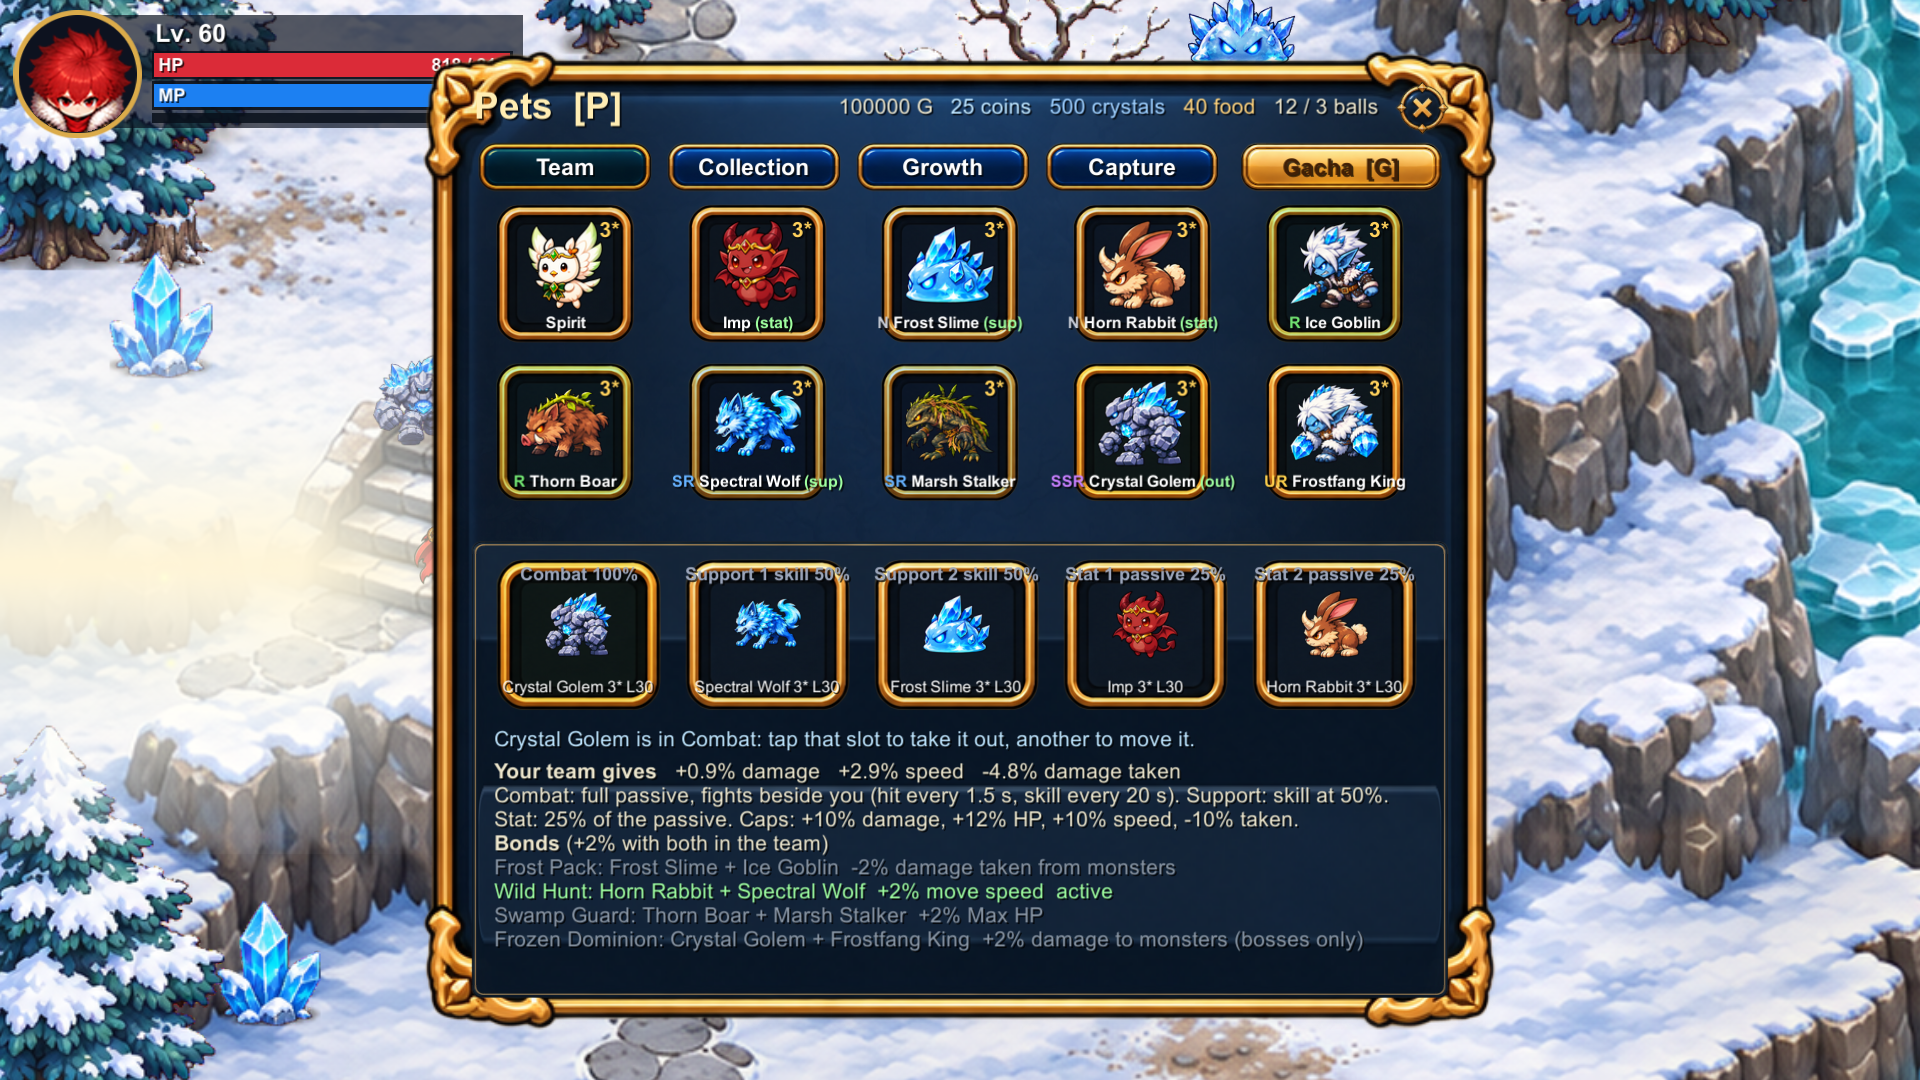 Lv. 60
HP
MP
Pets [P]
100000 G 25 coins 500 crystals 40 food 12 / 3 balls
Team Collection Growth Capture Gacha [G]
3* 3* 3* 3* 3*
Spirit Imp (stat) N Frost Slime (sup) N Horn Rabbit (stat) R Ice Goblin
3* 3* 3* 3* 3*
R Thorn Boar SR Spectral Wolf (sup) SR Marsh Stalker SSR Crystal Golem (out) UR Frostfang King
Combat 100% Support 1 skill 50% Support 2 skill 50% Stat 1 passive 25% Stat 2 passive 25%
Crystal Golem 3* L30 Spectral Wolf 3* L30 Frost Slime 3* L30 Imp 3* L30 Horn Rabbit 3* L30
Crystal Golem is in Combat: tap that slot to take it out, another to move it.
Your team gives +0.9% damage +2.9% speed -4.8% damage taken
Combat: full passive, fights beside you (hit every 1.5 s, skill every 20 s). Support: skill at 50%.
Stat: 25% of the passive. Caps: +10% damage, +12% HP, +10% speed, -10% taken.
Bonds (+2% with both in the team)
Frost Pack: Frost Slime + Ice Goblin -2% damage taken from monsters
Wild Hunt: Horn Rabbit + Spectral Wolf +2% move speed active
Swamp Guard: Thorn Boar + Marsh Stalker +2% Max HP
Frozen Dominion: Crystal Golem + Frostfang King +2% damage to monsters (bosses only)